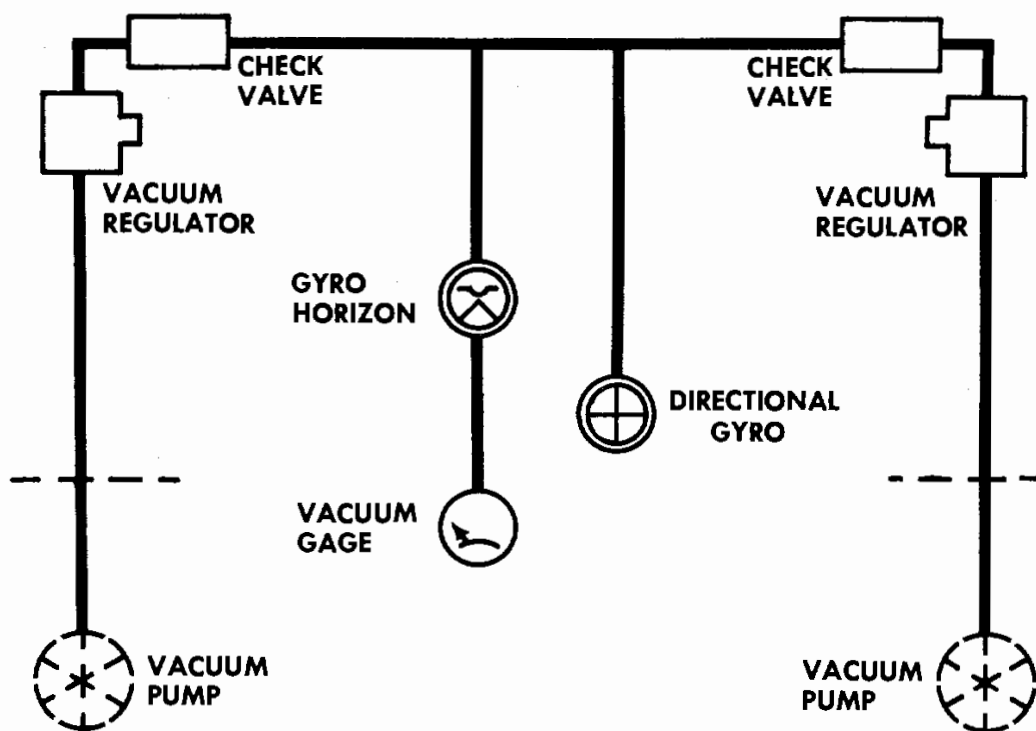 CHECK
VALVE
CHECK
VALVE
VACUUM
REGULATOR
VACUUM
REGULATOR
GYRO
HORIZON
DIRECTIONAL
GYRO
VACUUM
GAGE
VACUUM
PUMP
VACUUM
PUMP